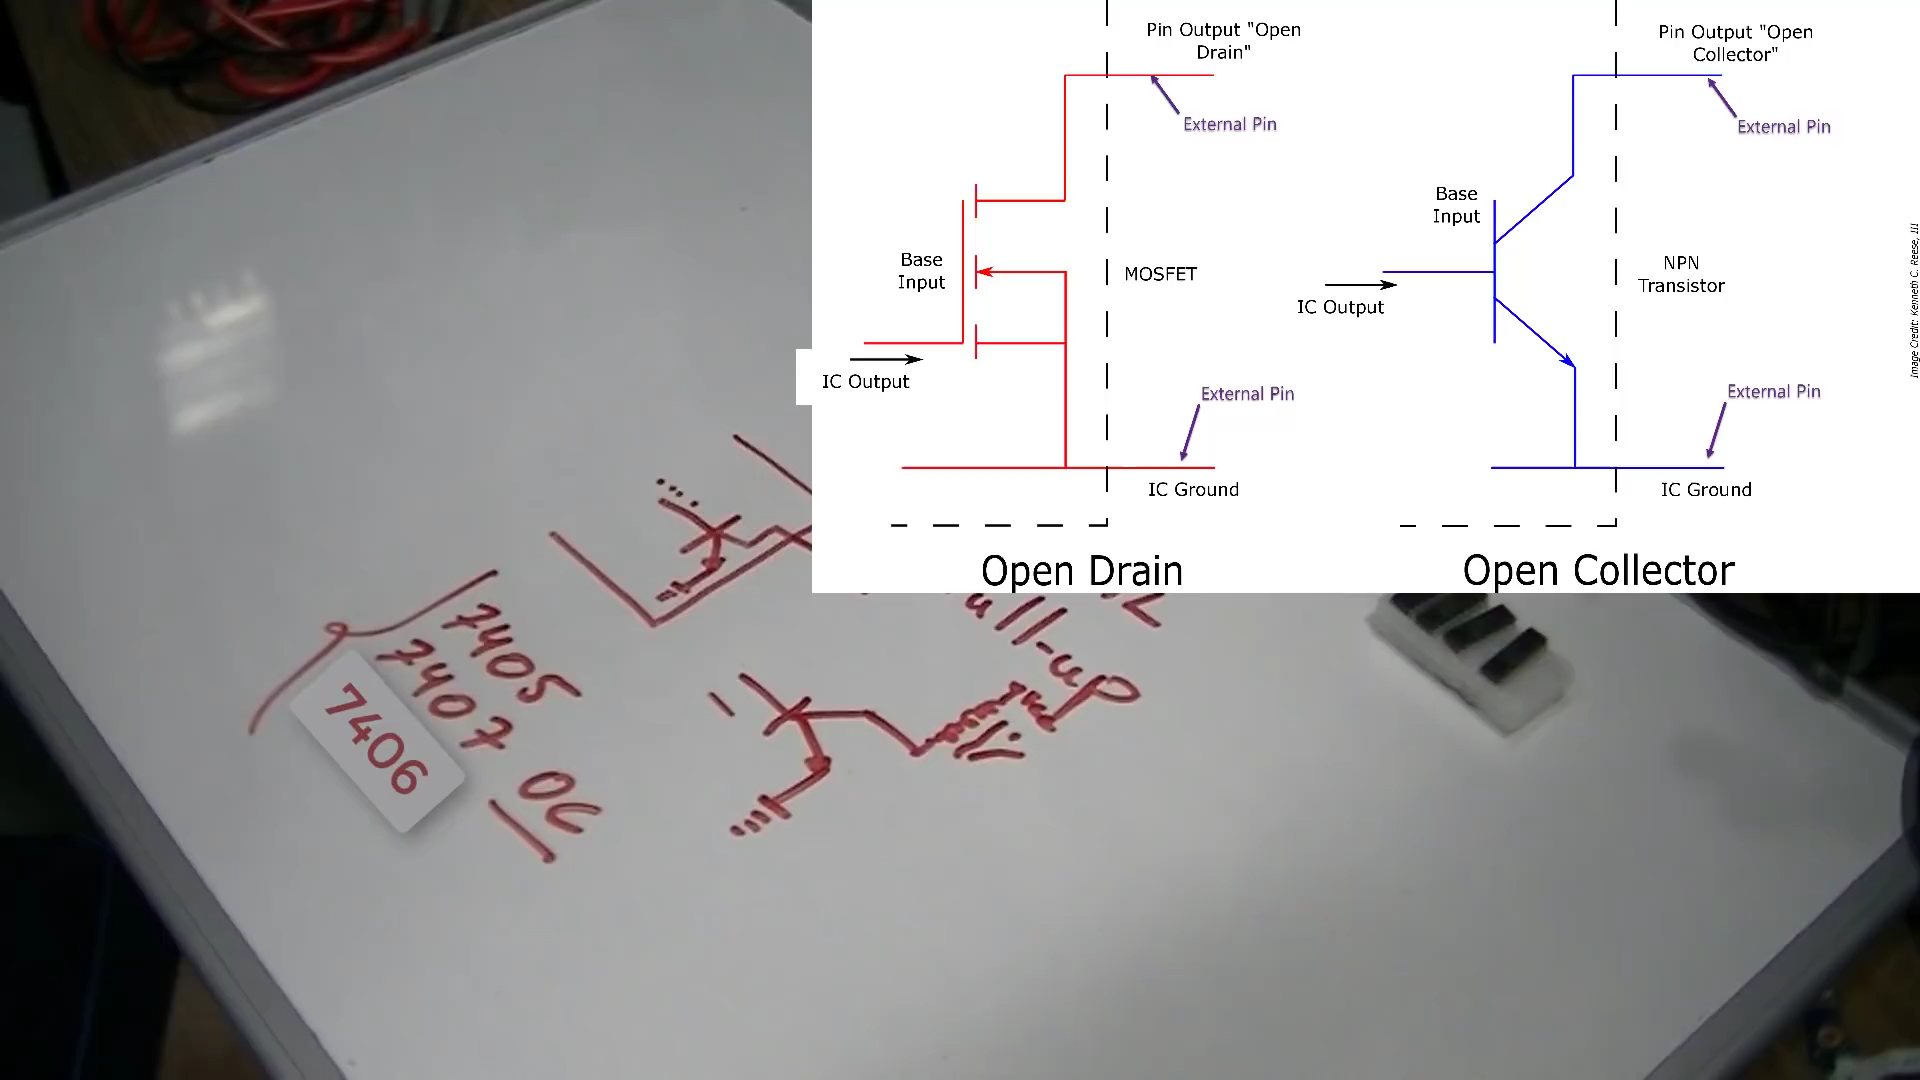 Pin Output "Open
Drain"
External Pin
Base
Input
MOSFET
IC Output
External Pin
IC Ground
Open Drain
Pin Output "Open
Collector"
External Pin
Base
Input
NPN
Transistor
IC Output
External Pin
IC Ground
Open Collector
Image Credit: Kenneth C. Reese, III
7405
7407
7406
OC
ull-up